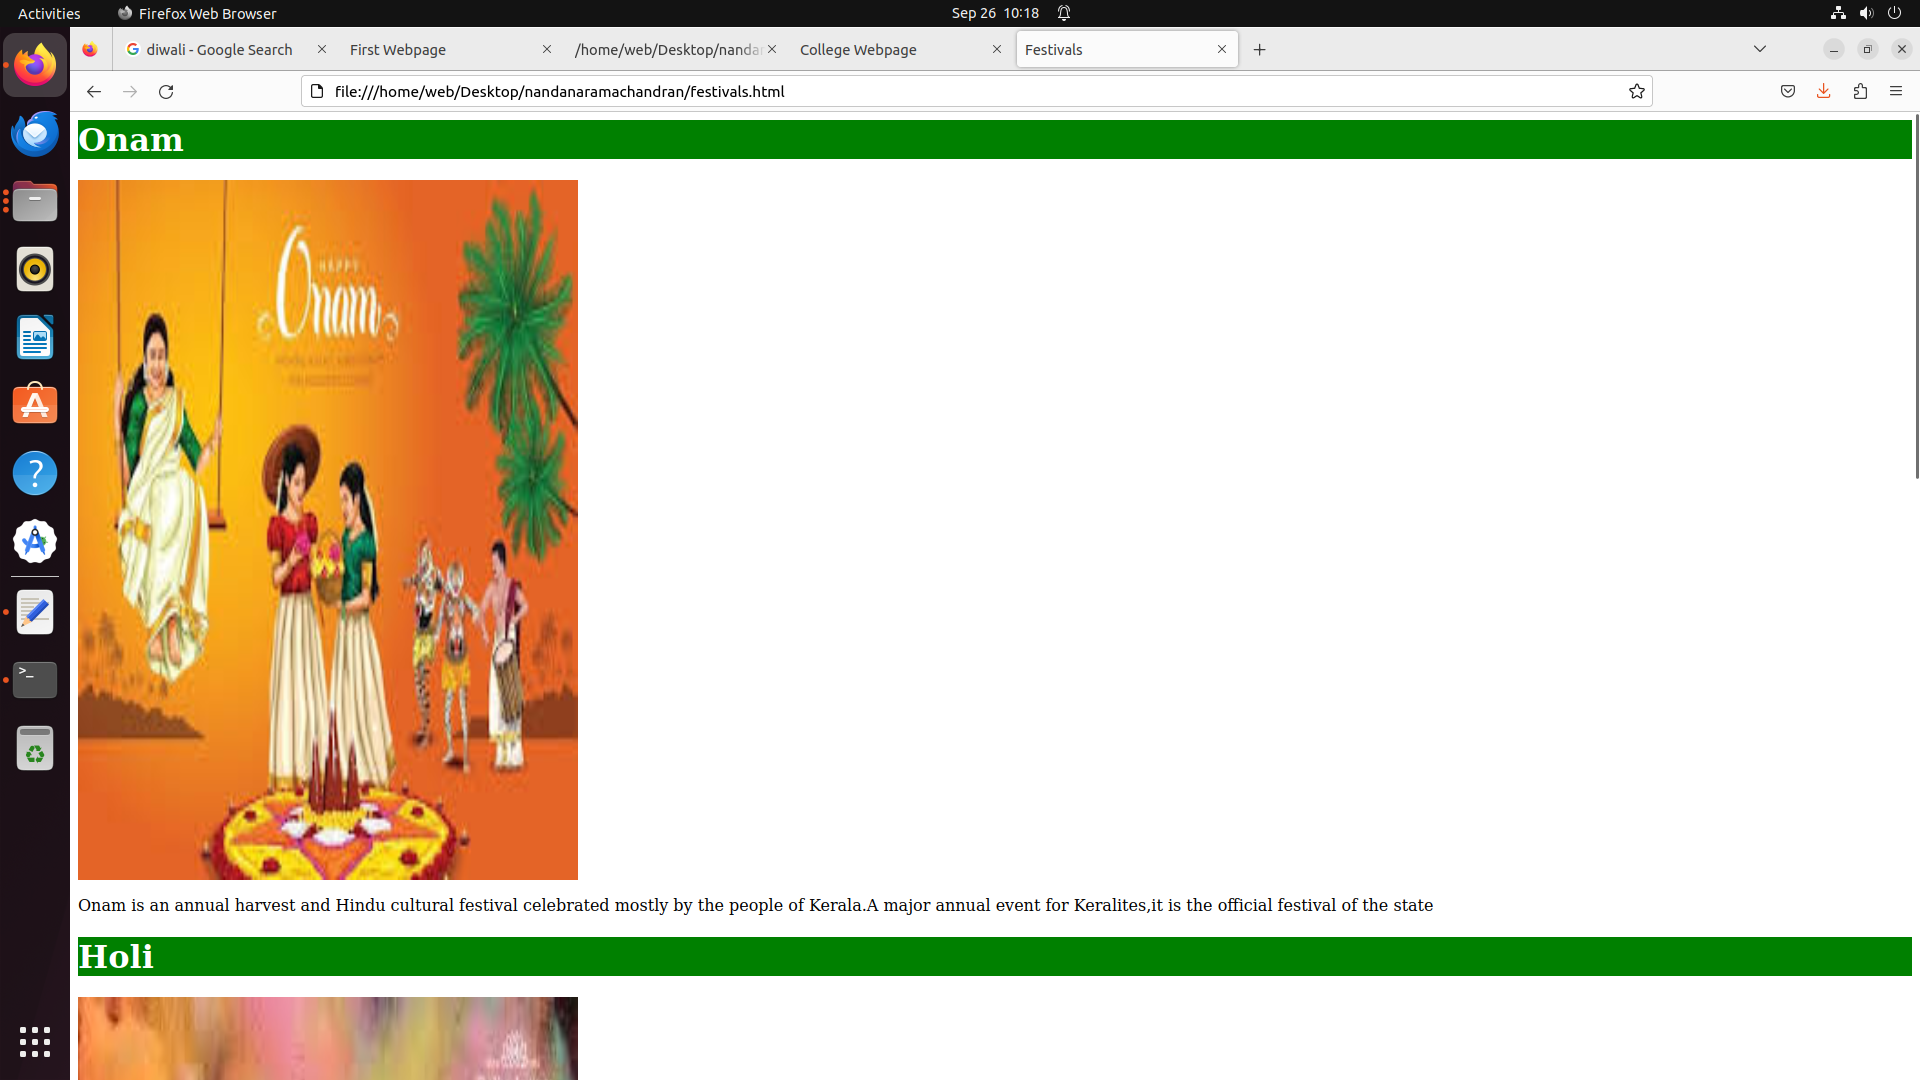 Activities
Firefox Web Browser
Sep 26 10:18
diwali - Google Search
First Webpage
/home/web/Desktop/nanda
College Webpage
Festivals
file:///home/web/Desktop/nandanaramachandran/festivals.html
Onam
HAPPY
Onam
Onam is an annual harvest and Hindu cultural festival celebrated mostly by the people of Kerala.A major annual event for Keralites,it is the official festival of the state
Holi